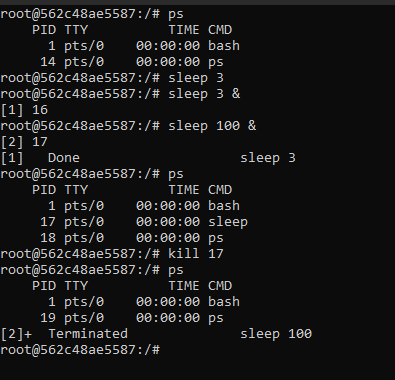 root@562c48ae5587:/# ps
    PID TTY          TIME CMD
      1 pts/0    00:00:00 bash
     14 pts/0    00:00:00 ps
root@562c48ae5587:/# sleep 3
root@562c48ae5587:/# sleep 3 &
[1] 16
root@562c48ae5587:/# sleep 100 &
[2] 17
[1]   Done                    sleep 3
root@562c48ae5587:/# ps
    PID TTY          TIME CMD
      1 pts/0    00:00:00 bash
     17 pts/0    00:00:00 sleep
     18 pts/0    00:00:00 ps
root@562c48ae5587:/# kill 17
root@562c48ae5587:/# ps
    PID TTY          TIME CMD
      1 pts/0    00:00:00 bash
     19 pts/0    00:00:00 ps
[2]+  Terminated              sleep 100
root@562c48ae5587:/#